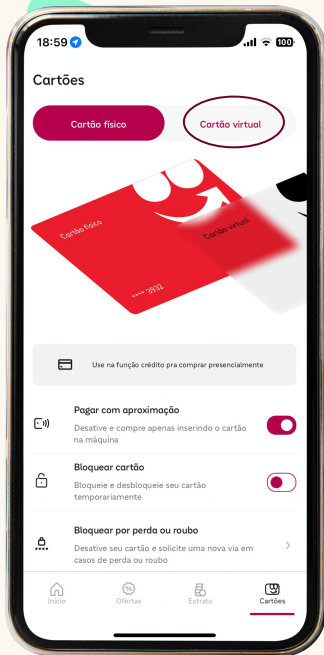 18:59
100
Cartões
Cartão físico
Cartão virtual
Cartão físico
Cartão virtual
•••• 3932
Use na função crédito pra comprar presencialmente
Pagar com aproximação
Desative e compre apenas inserindo o cartão
na máquina
Bloquear cartão
Bloqueie e desbloqueie seu cartão
temporariamente
Bloquear por perda ou roubo
Desative seu cartão e solicite uma nova via em
casos de perda ou roubo
Início
Ofertas
Extrato
Cartões